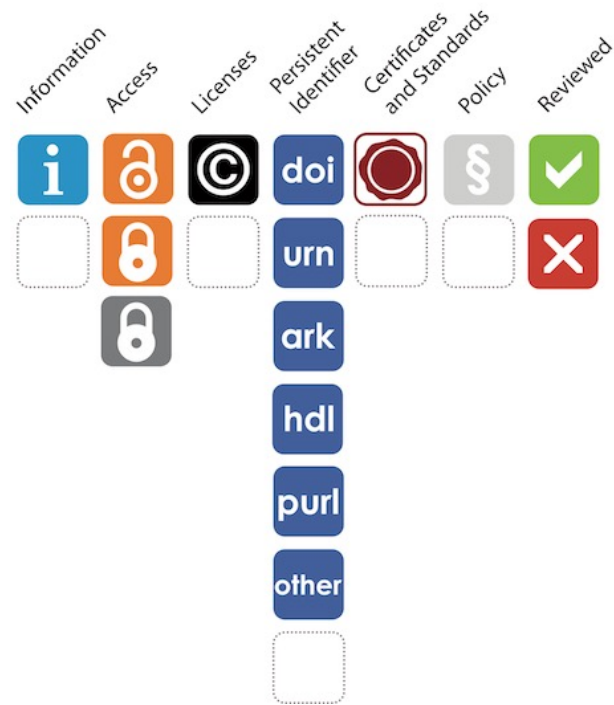 Information
Access
Licenses
Persistent
Identifier
Certificates
and Standards
Policy
Reviewed
i
©
doi
§
urn
ark
hdl
purl
other